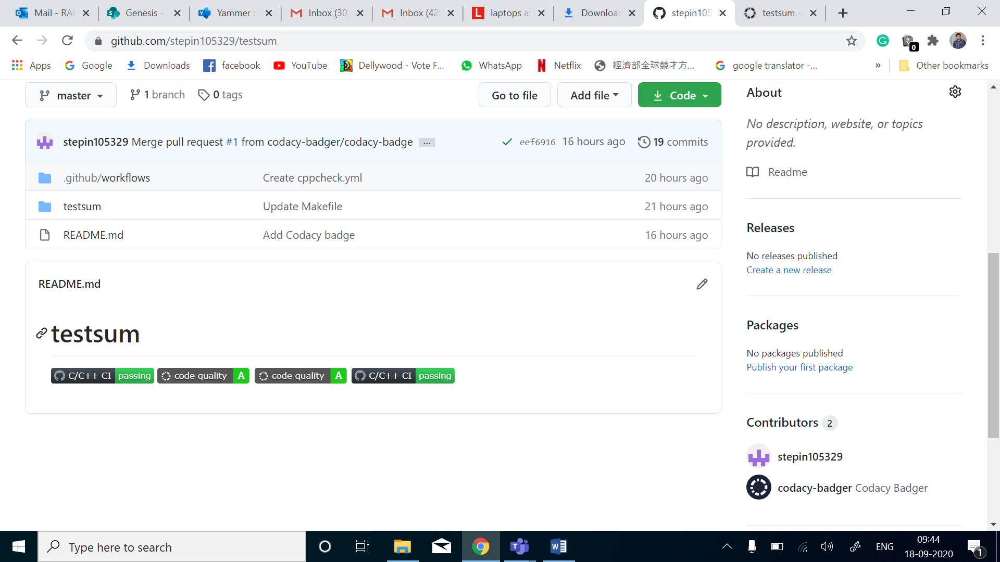 Mail - RAH
Genesis -
Yammer :
Inbox (30,
Inbox (429
laptops an
Download
stepin105
testsum -
github.com/stepin105329/testsum
0
Apps
Google
Downloads
facebook
YouTube
Dellywood - Vote F...
WhatsApp
Netflix
經濟部全球競才方...
google translator -...
»
Other bookmarks
master
1 branch
0 tags
Go to file
Add file
Code
About
No description, website, or topics
provided.
Readme
stepin105329 Merge pull request #1 from codacy-badger/codacy-badge ...
eef6916 16 hours ago
19 commits
.github/workflows
Create cppcheck.yml
20 hours ago
testsum
Update Makefile
21 hours ago
README.md
Add Codacy badge
16 hours ago
Releases
No releases published
Create a new release
README.md
testsum
C/C++ CI passing
code quality A
code quality A
C/C++ CI passing
Packages
No packages published
Publish your first package
Contributors 2
stepin105329
codacy-badger Codacy Badger
Type here to search
ENG
09:44
18-09-2020
1